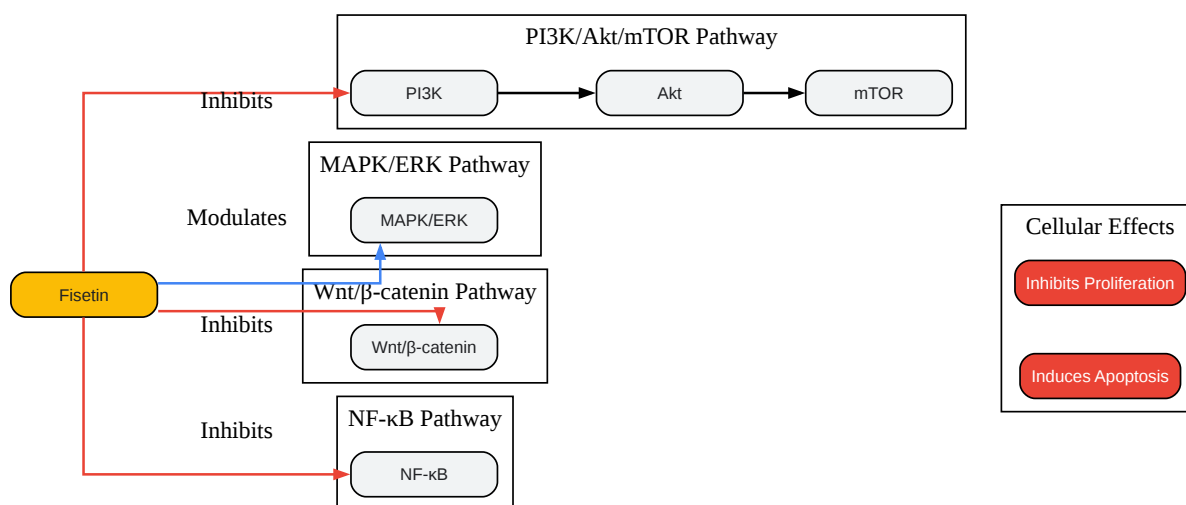 PI3K/Akt/mTOR Pathway
Inhibits
PI3K
Akt
mTOR
MAPK/ERK Pathway
Modulates
MAPK/ERK
Cellular Effects
Inhibits Proliferation
Induces Apoptosis
Fisetin
Wnt/β-catenin Pathway
Inhibits
Wnt/β-catenin
NF-κB Pathway
Inhibits
NF-κB